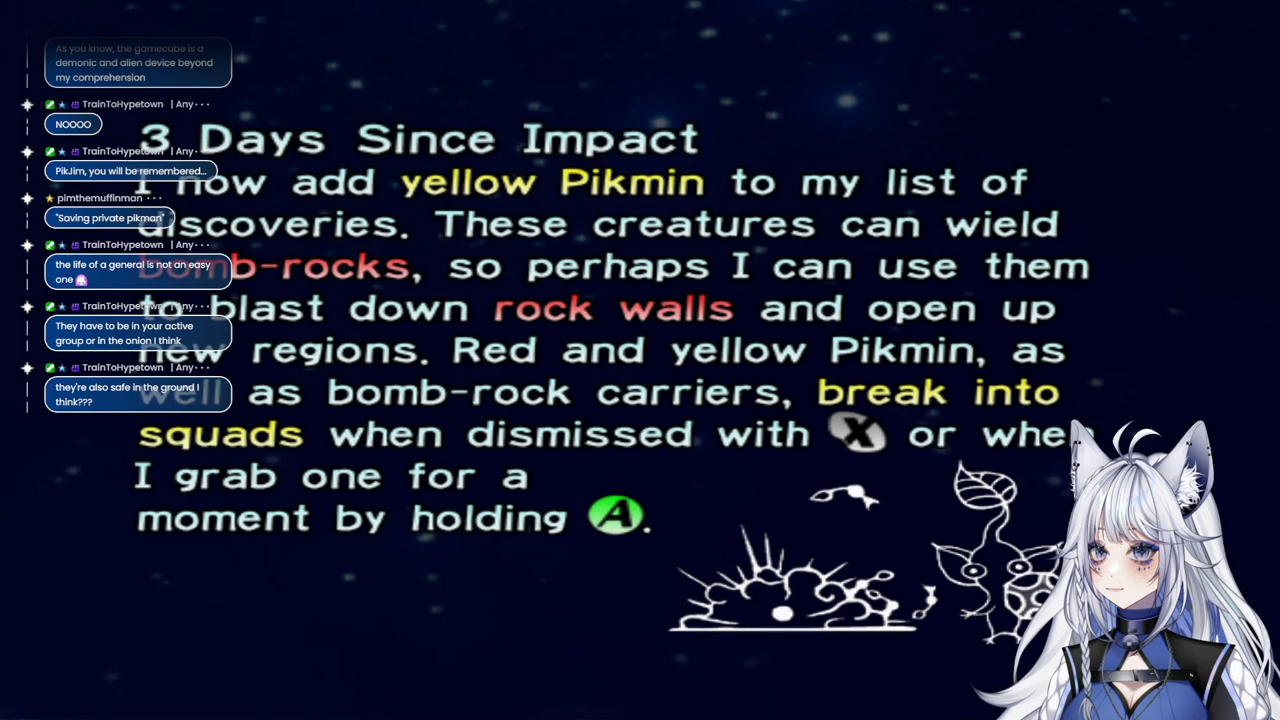 As you know, the gamecube is a
demonic and alien device beyond
my comprehension
TrainToHypetown | Any···
NOOOO
TrainToHypetown | Any···
PikJim, you will be remembered...
pimthemuffinman ···
"Saving private pikman"
TrainToHypetown | Any···
the life of a general is not an easy
one
TrainToHypetown | Any···
They have to be in your active
group or in the onion I think
TrainToHypetown | Any···
they're also safe in the ground I
think???
3 Days Since Impact
I now add yellow Pikmin to my list of
discoveries. These creatures can wield
bomb-rocks, so perhaps I can use them
to blast down rock walls and open up
new regions. Red and yellow Pikmin, as
well as bomb-rock carriers, break into
squads when dismissed with X or when
I grab one for a
moment by holding A.